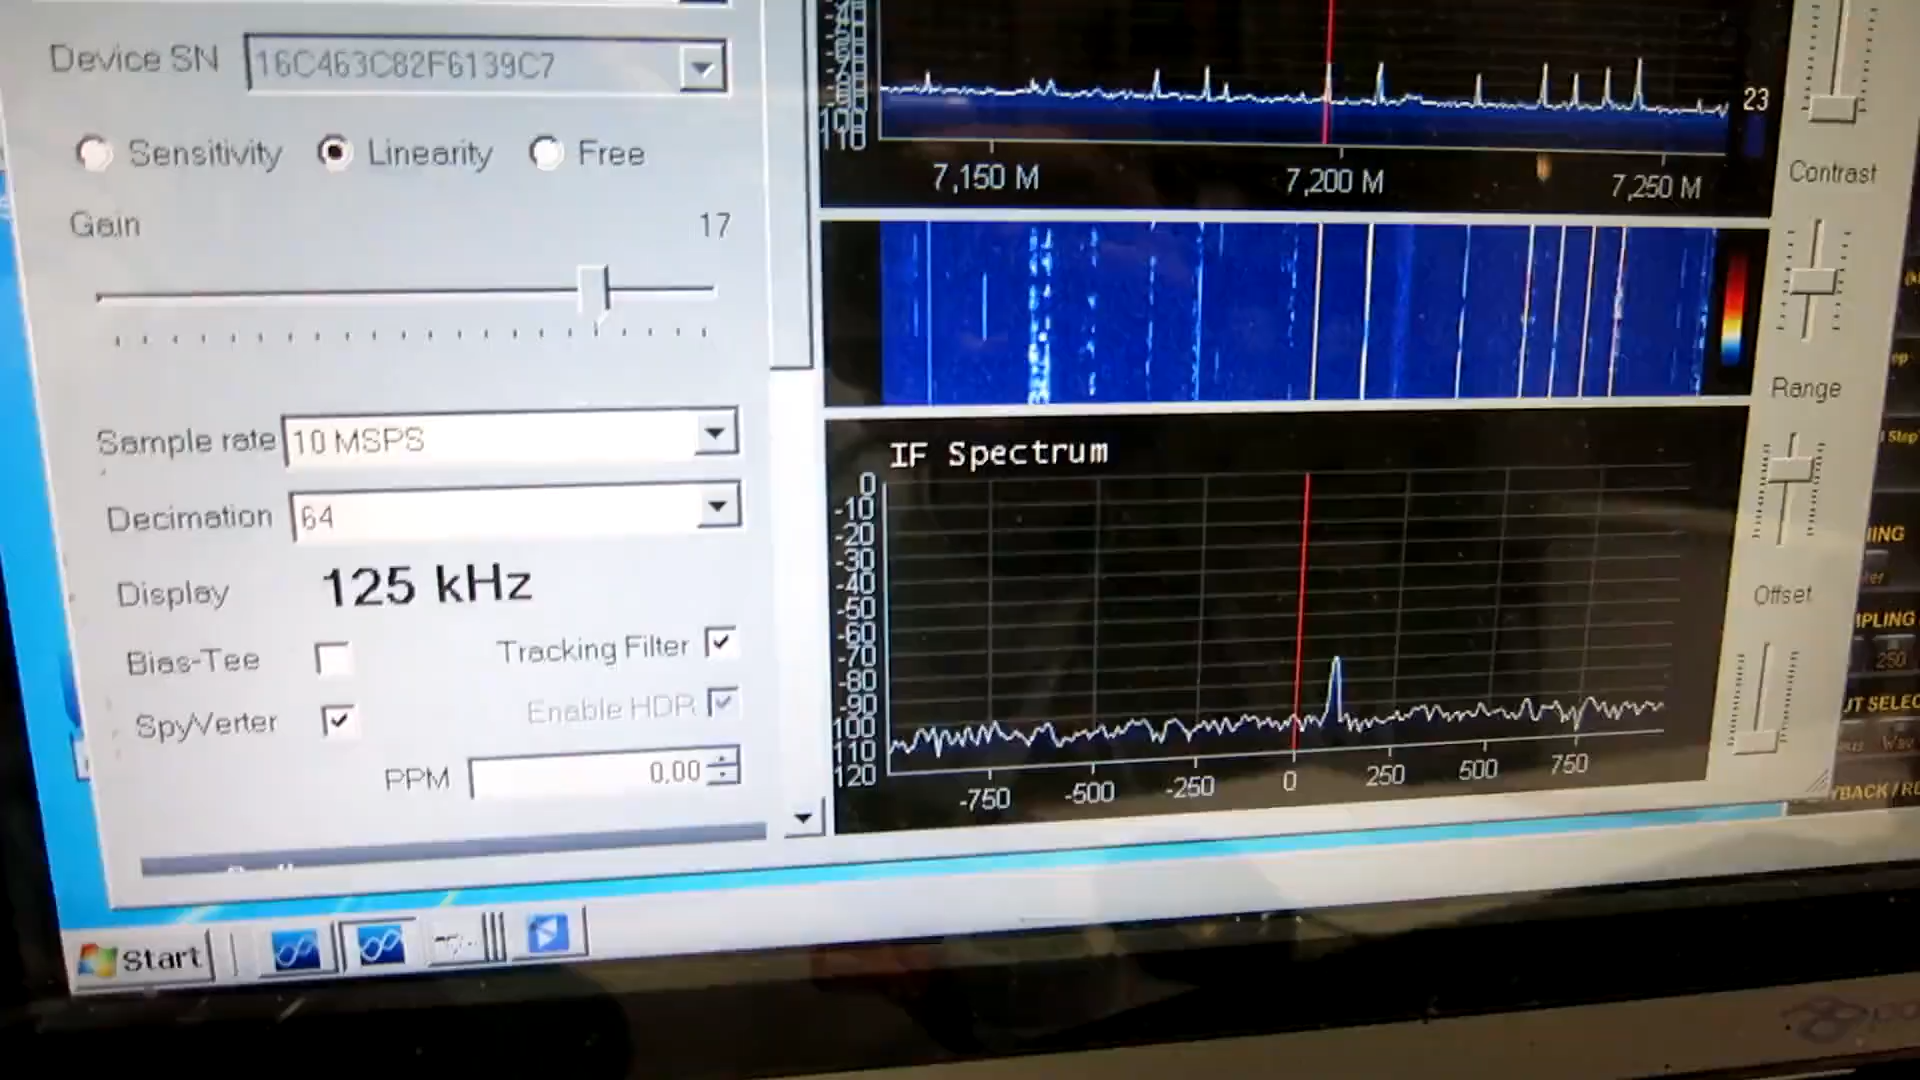 Device SN 16C463C82F6139C7
Sensitivity Linearity Free
Gain 17
Sample rate 10 MSPS
Decimation 64
Display 125 kHz
Bias-Tee Tracking Filter
SpyVerter Enable HDR
PPM 0,00
Start
23
7,150 M 7,200 M 7,250 M
Contrast
Range
Offset
IF Spectrum
0
-10
-20
-30
-40
-50
-60
-70
-80
-90
100
110
120
-750 -500 -250 0 250 500 750
250